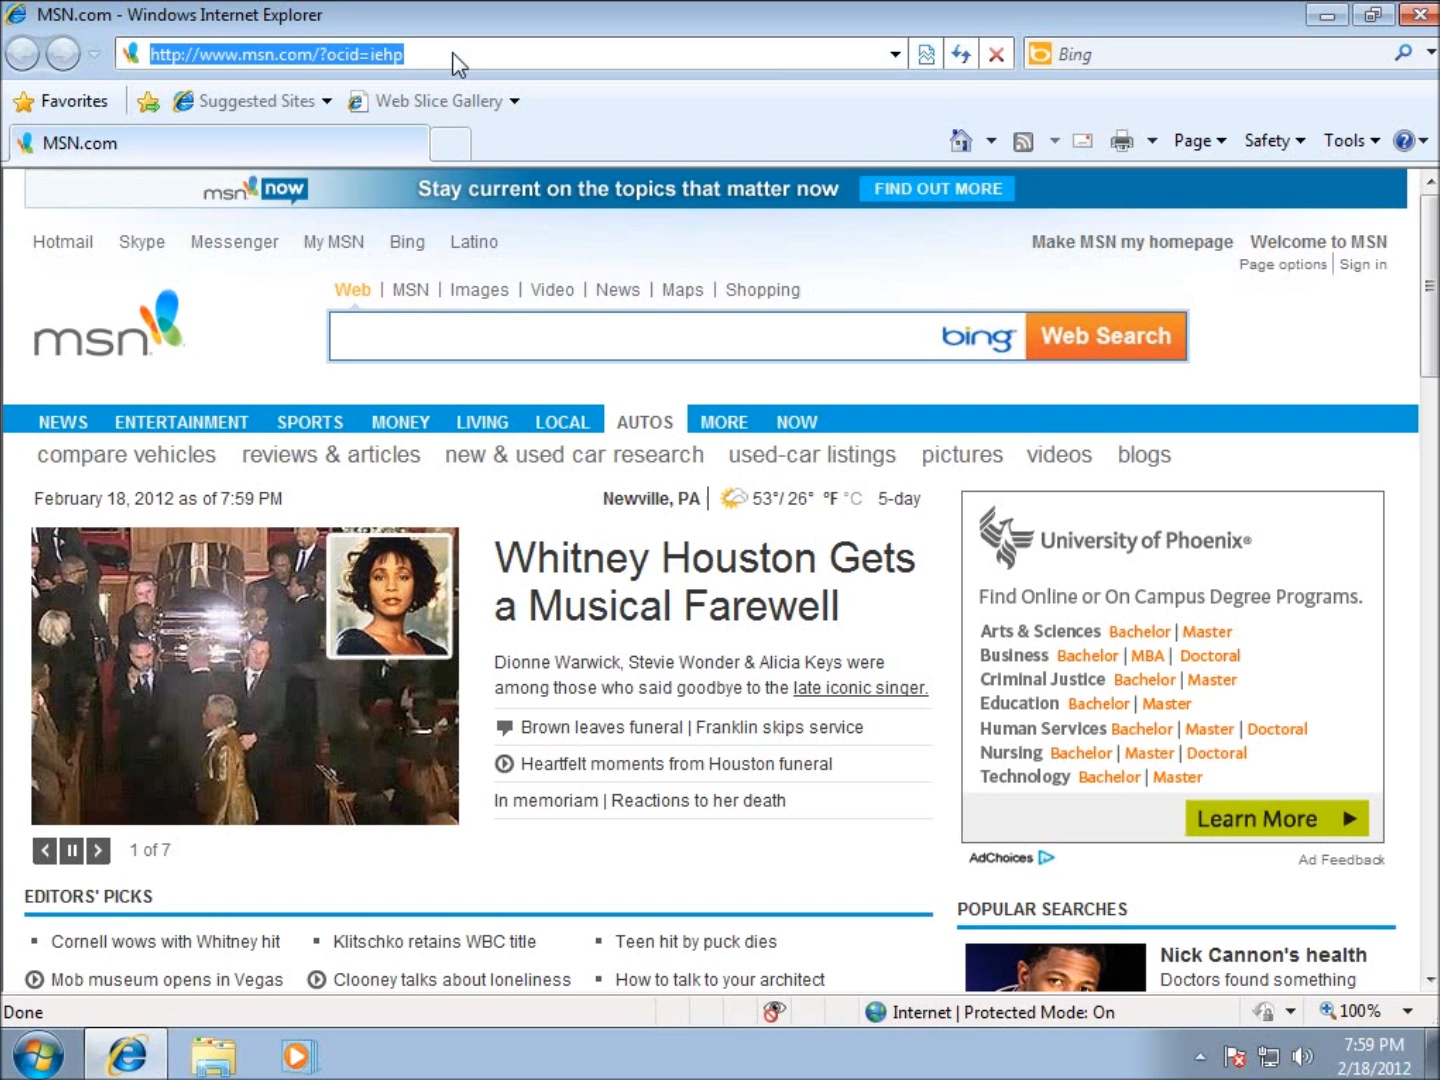 MSN.com - Windows Internet Explorer
http://www.msn.com/?ocid=iehp
Bing
Favorites
Suggested Sites
Web Slice Gallery
MSN.com
Page
Safety
Tools
msn now
Stay current on the topics that matter now
FIND OUT MORE
Hotmail Skype Messenger My MSN Bing Latino
Make MSN my homepage Welcome to MSN
Page options | Sign in
Web | MSN | Images | Video | News | Maps | Shopping
msn
bing
Web Search
NEWS ENTERTAINMENT SPORTS MONEY LIVING LOCAL AUTOS MORE NOW
compare vehicles reviews & articles new & used car research used-car listings pictures videos blogs
February 18, 2012 as of 7:59 PM
Newville, PA | 53°/ 26° °F °C 5-day
Whitney Houston Gets
a Musical Farewell
Dionne Warwick, Stevie Wonder & Alicia Keys were
among those who said goodbye to the late iconic singer.
Brown leaves funeral | Franklin skips service
Heartfelt moments from Houston funeral
In memoriam | Reactions to her death
1 of 7
University of Phoenix®
Find Online or On Campus Degree Programs.
Arts & Sciences Bachelor | Master
Business Bachelor | MBA | Doctoral
Criminal Justice Bachelor | Master
Education Bachelor | Master
Human Services Bachelor | Master | Doctoral
Nursing Bachelor | Master | Doctoral
Technology Bachelor | Master
Learn More
AdChoices
Ad Feedback
EDITORS' PICKS
Cornell wows with Whitney hit
Klitschko retains WBC title
Teen hit by puck dies
Mob museum opens in Vegas
Clooney talks about loneliness
How to talk to your architect
POPULAR SEARCHES
Nick Cannon's health
Doctors found something
Done
Internet | Protected Mode: On
100%
7:59 PM
2/18/2012